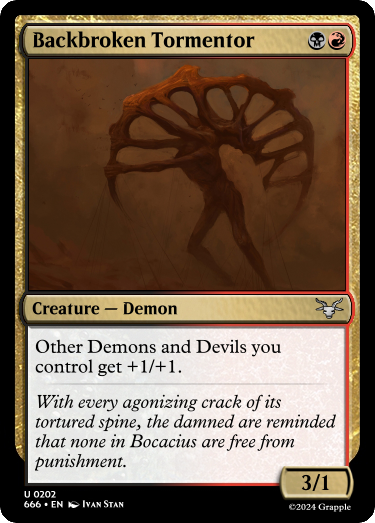 Backbroken Tormentor
Creature — Demon
Other Demons and Devils you
control get +1/+1.
With every agonizing crack of its
tortured spine, the damned are reminded
that none in Bocacius are free from
punishment.
3/1
U 0202
666 • EN Ivan Stan
©2024 Grapple